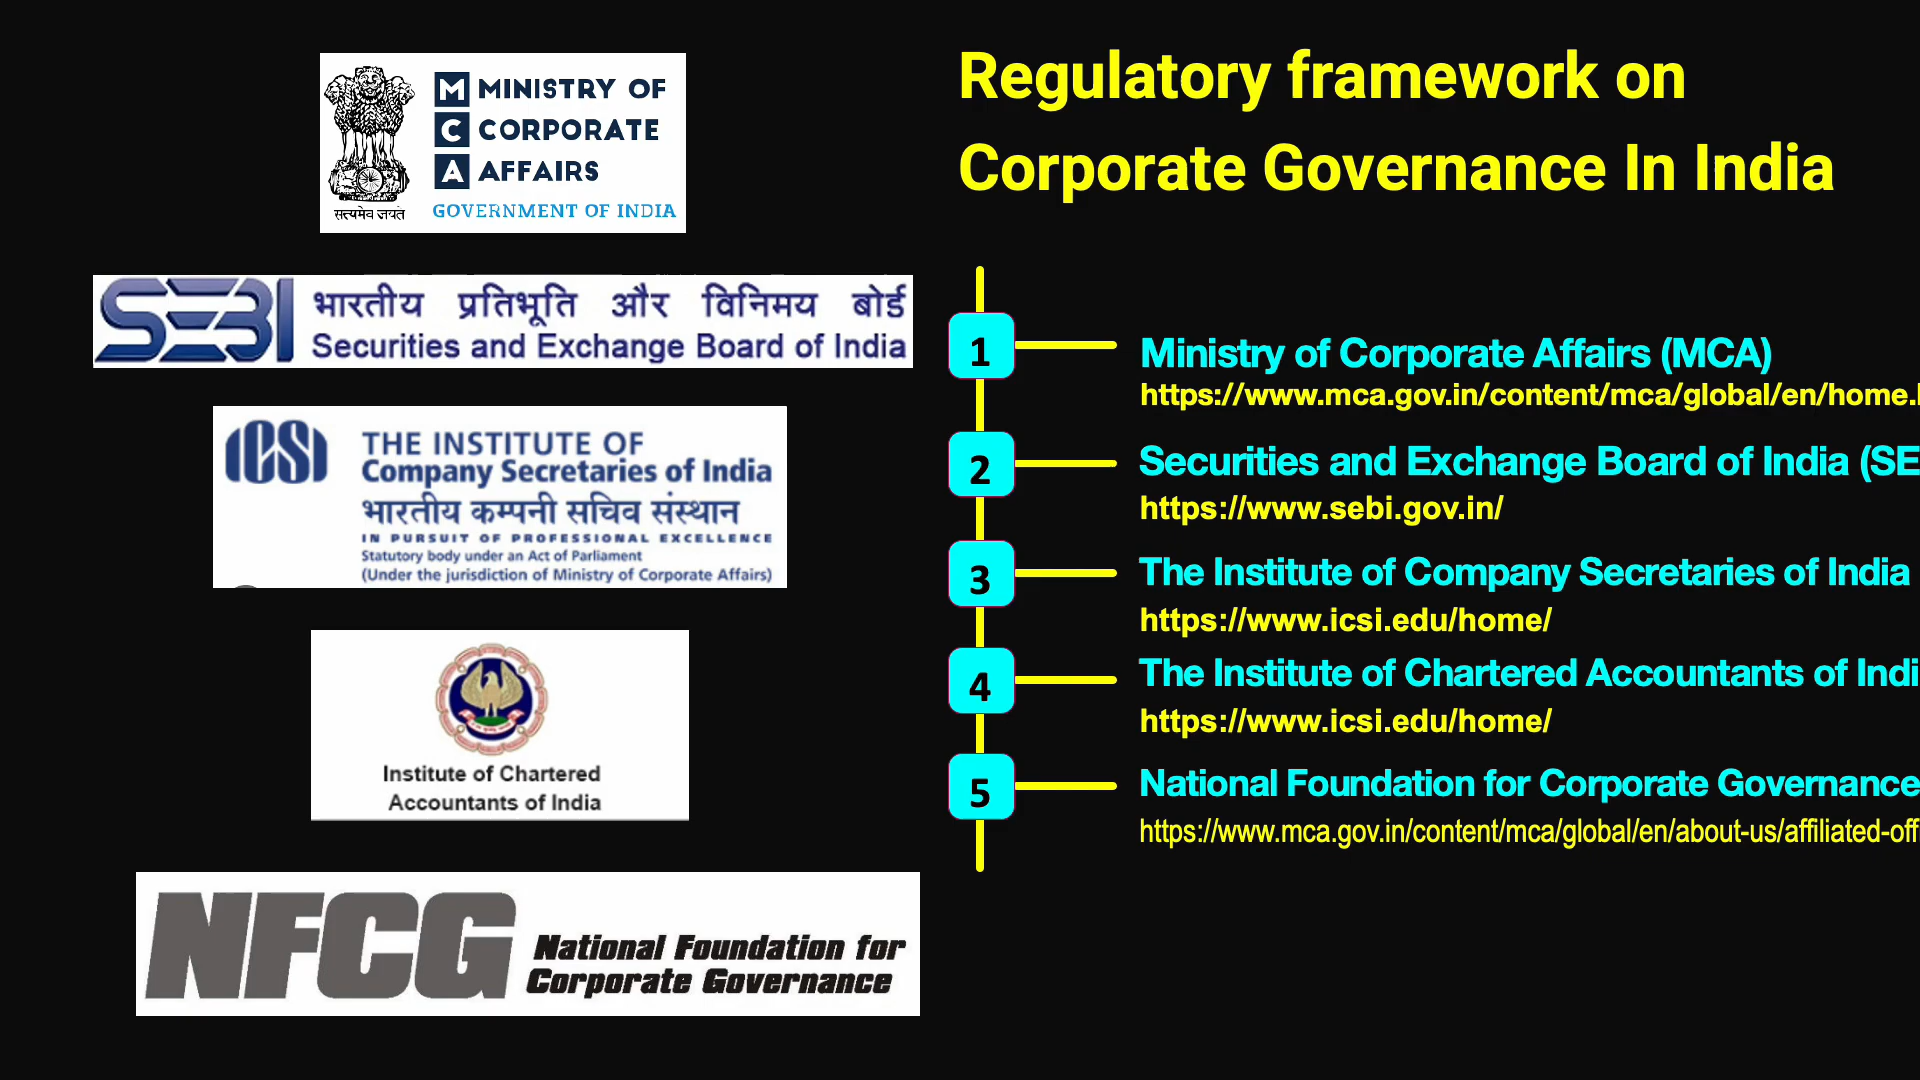 M MINISTRY OF
C CORPORATE
A AFFAIRS
सत्यमेव जयते
GOVERNMENT OF INDIA
SEBI
भारतीय प्रतिभूति और विनिमय बोर्ड
Securities and Exchange Board of India
ICSI
THE INSTITUTE OF
Company Secretaries of India
भारतीय कम्पनी सचिव संस्थान
IN PURSUIT OF PROFESSIONAL EXCELLENCE
Statutory body under an Act of Parliament
(Under the jurisdiction of Ministry of Corporate Affairs)
Institute of Chartered
Accountants of India
NFCG
National Foundation for
Corporate Governance
Regulatory framework on
Corporate Governance In India
1 Ministry of Corporate Affairs (MCA)
https://www.mca.gov.in/content/mca/global/en/home.
2 Securities and Exchange Board of India (SE
https://www.sebi.gov.in/
3 The Institute of Company Secretaries of India
https://www.icsi.edu/home/
4 The Institute of Chartered Accountants of Indi
https://www.icsi.edu/home/
5 National Foundation for Corporate Governance
https://www.mca.gov.in/content/mca/global/en/about-us/affiliated-off